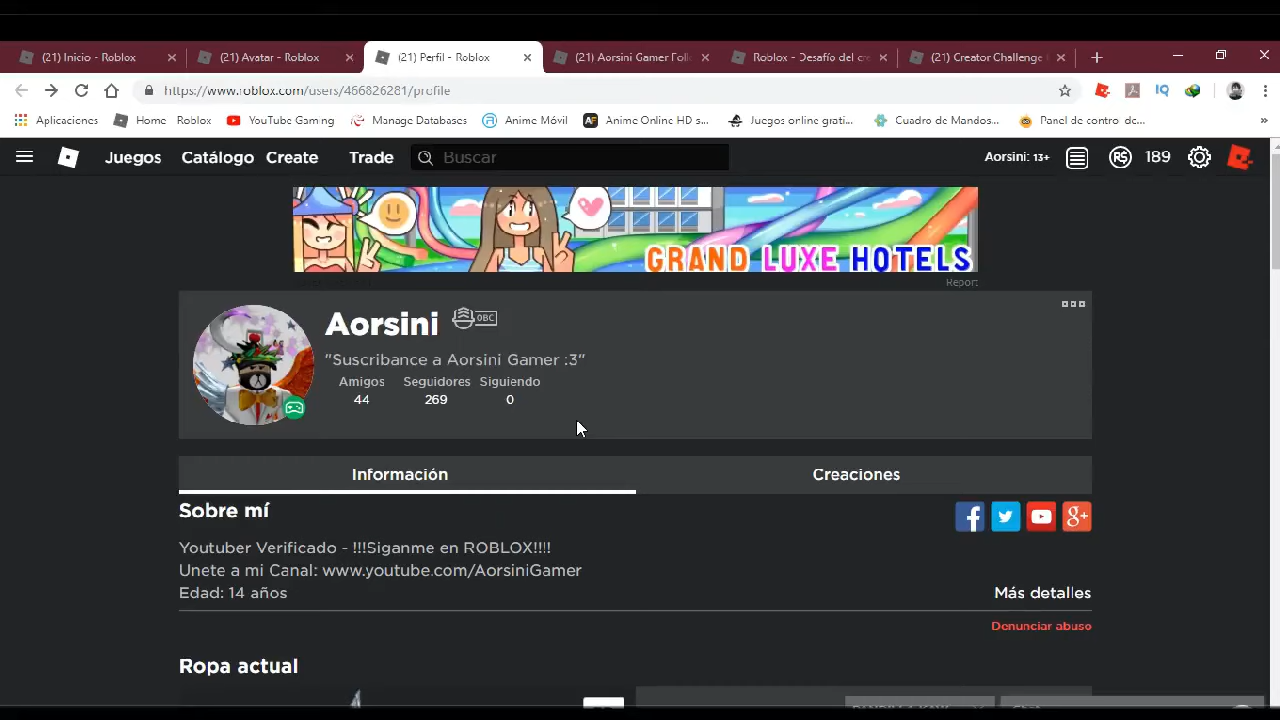 (21) Inicio - Roblox
(21) Avatar - Roblox
(21) Perfil - Roblox
(21) Aorsini Gamer Foll
Roblox - Desafío del cre
(21) Creator Challenge
https://www.roblox.com/users/466826281/profile
Aplicaciones
Home Roblox
YouTube Gaming
Manage Databases
Anime Móvil
Anime Online HD s...
Juegos online grati...
Cuadro de Mandos...
Panel de control de...
»
Juegos
Catálogo
Create
Trade
Buscar
Aorsini: 13+
189
GRAND LUXE HOTELS
Report
Aorsini
OBC
"Suscribance a Aorsini Gamer :3"
Amigos Seguidores Siguiendo
44 269 0
Información
Creaciones
Sobre mí
Youtuber Verificado - !!!Siganme en ROBLOX!!!!
Unete a mi Canal: www.youtube.com/AorsiniGamer
Edad: 14 años
Más detalles
Denunciar abuso
Ropa actual
Chat